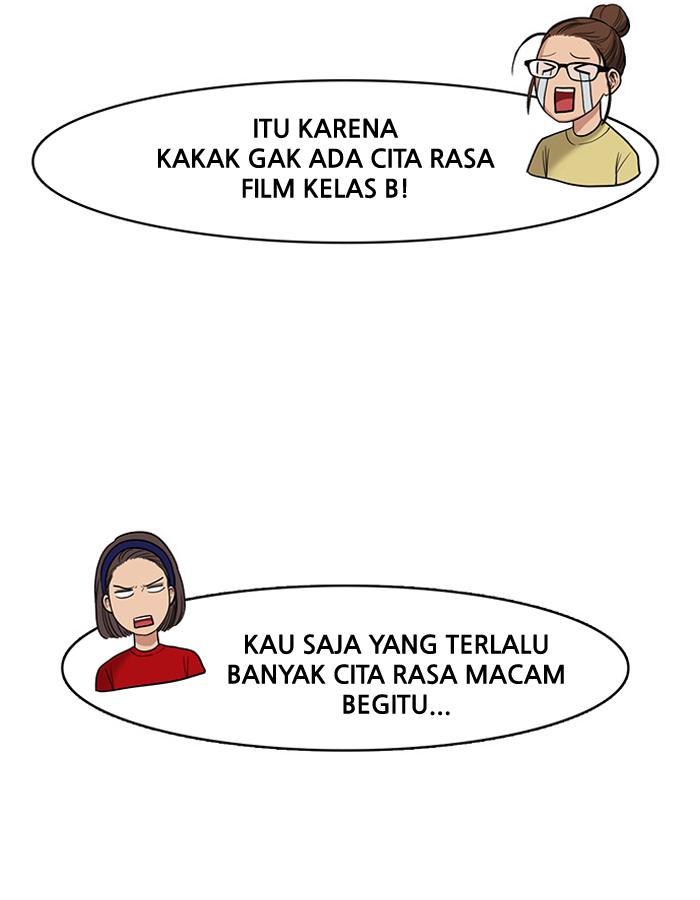 ITU KARENA
KAKAK GAK ADA CITA RASA
FILM KELAS B!
KAU SAJA YANG TERLALU
BANYAK CITA RASA MACAM
BEGITU...